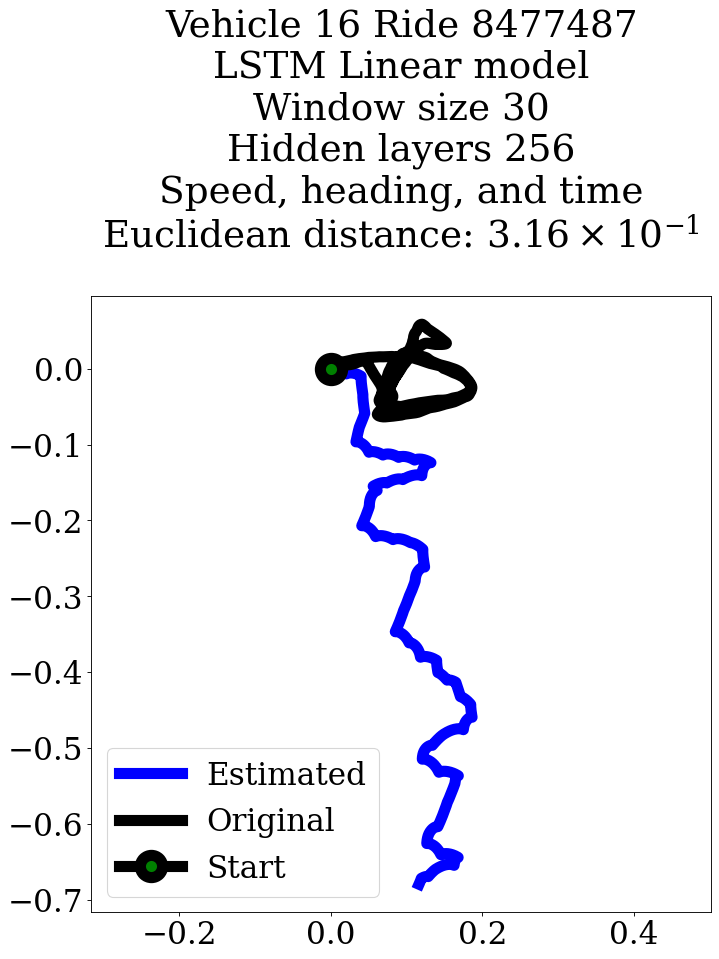 Vehicle 16 Ride 8477487
LSTM Linear model
Window size 30
Hidden layers 256
Speed, heading, and time
Euclidean distance: 3.16 × 10⁻¹
0.0
−0.1
−0.2
−0.3
−0.4
−0.5
−0.6
−0.7
Estimated
Original
Start
−0.2 0.0 0.2 0.4